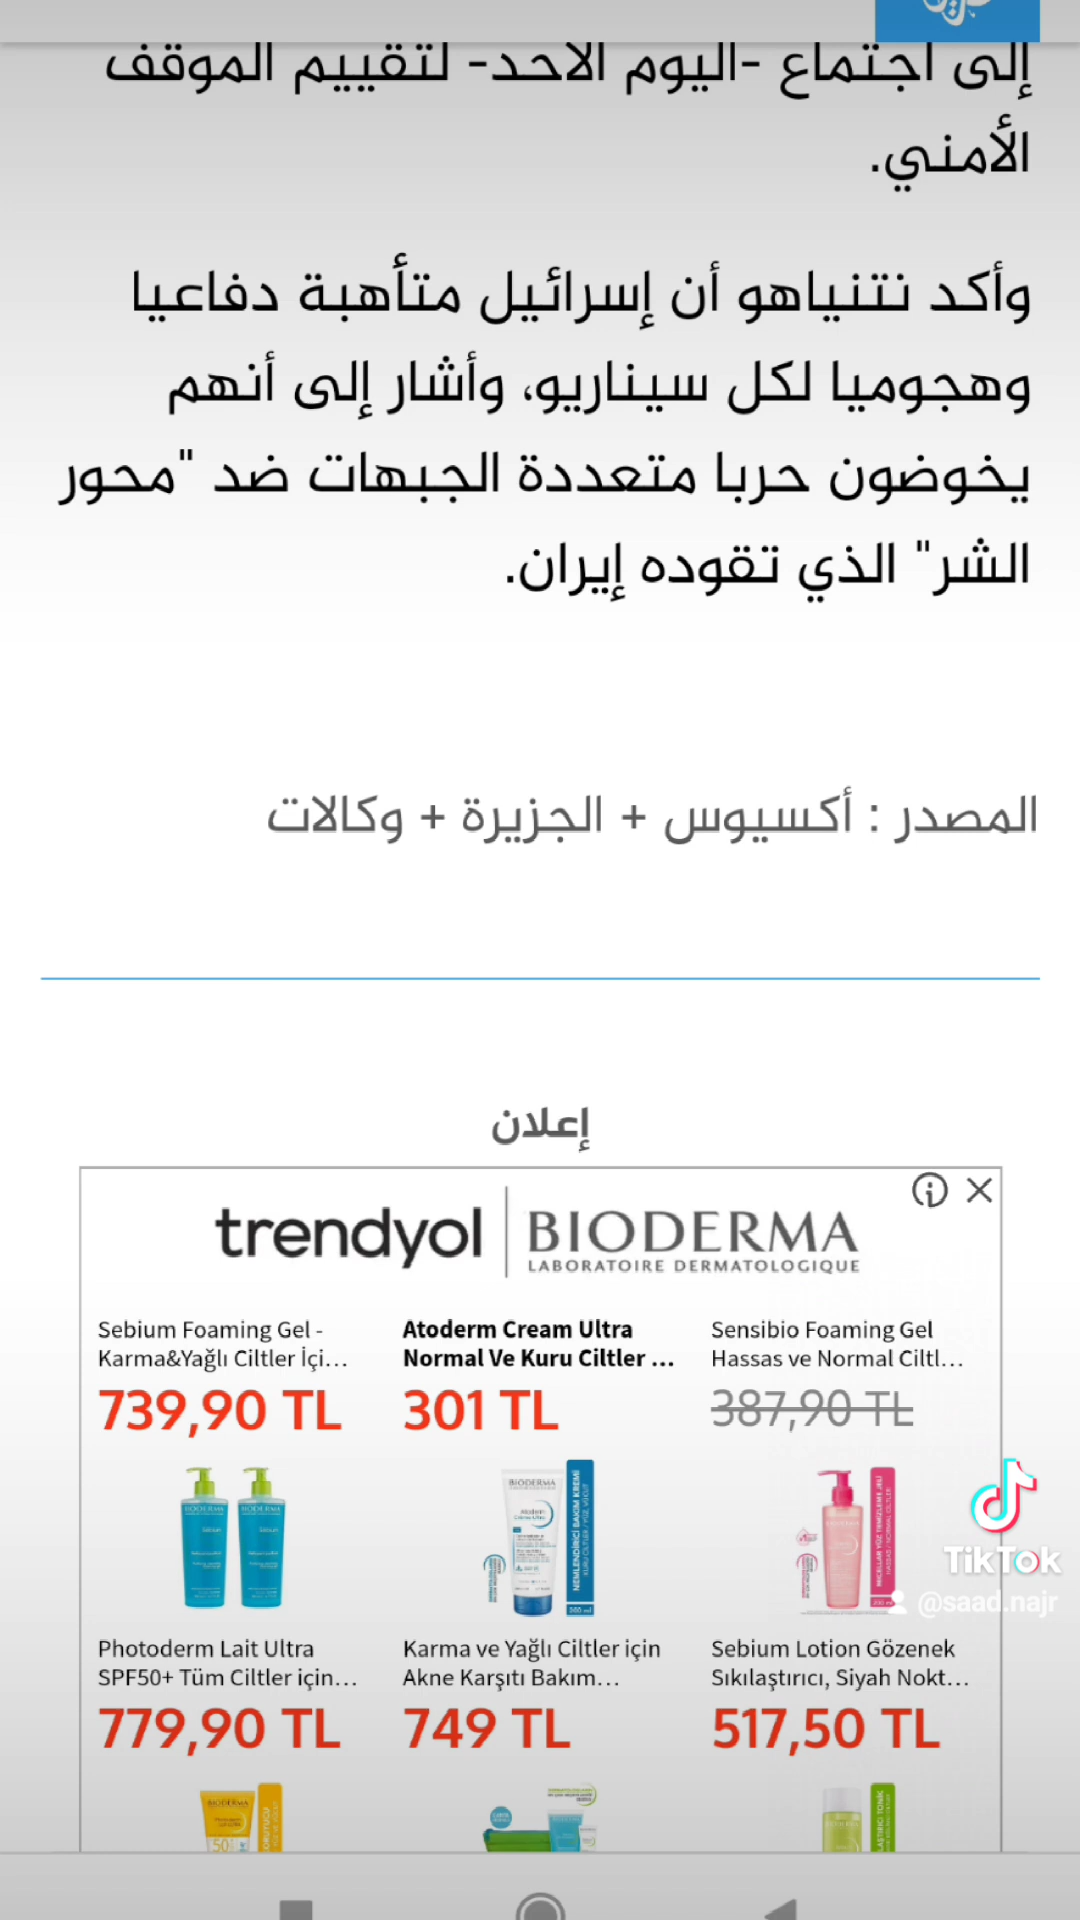 إلى اجتماع -اليوم الأحد- لتقييم الموقف
الأمني.
وأكد نتنياهو أن إسرائيل متأهبة دفاعيا
وهجوميا لكل سيناريو، وأشار إلى أنهم
يخوضون حربا متعددة الجبهات ضد "محور
الشر" الذي تقوده إيران.
المصدر : أكسيوس + الجزيرة + وكالات
إعلان
trendyol BIODERMA
LABORATOIRE DERMATOLOGIQUE
Sebium Foaming Gel -
Karma&Yağlı Ciltler İçi...
739,90 TL
Atoderm Cream Ultra
Normal Ve Kuru Ciltler ...
301 TL
Sensibio Foaming Gel
Hassas ve Normal Ciltl...
387,90 TL
TikTok
@saad.najr
Photoderm Lait Ultra
SPF50+ Tüm Ciltler için...
779,90 TL
Karma ve Yağlı Ciltler için
Akne Karşıtı Bakım...
749 TL
Sebium Lotion Gözenek
Sıkılaştırıcı, Siyah Nokt...
517,50 TL